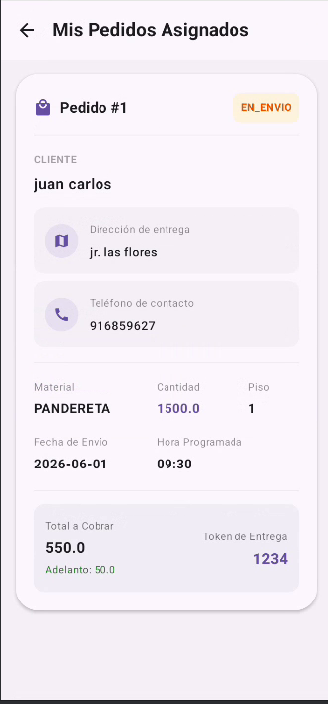 Mis Pedidos Asignados
Pedido #1
EN_ENVIO
CLIENTE
juan carlos
Dirección de entrega
jr. las flores
Teléfono de contacto
916859627
Material Cantidad Piso
PANDERETA 1500.0 1
Fecha de Envio Hora Programada
2026-06-01 09:30
Total a Cobrar
550.0
Adelanto: 50.0
Token de Entrega
1234